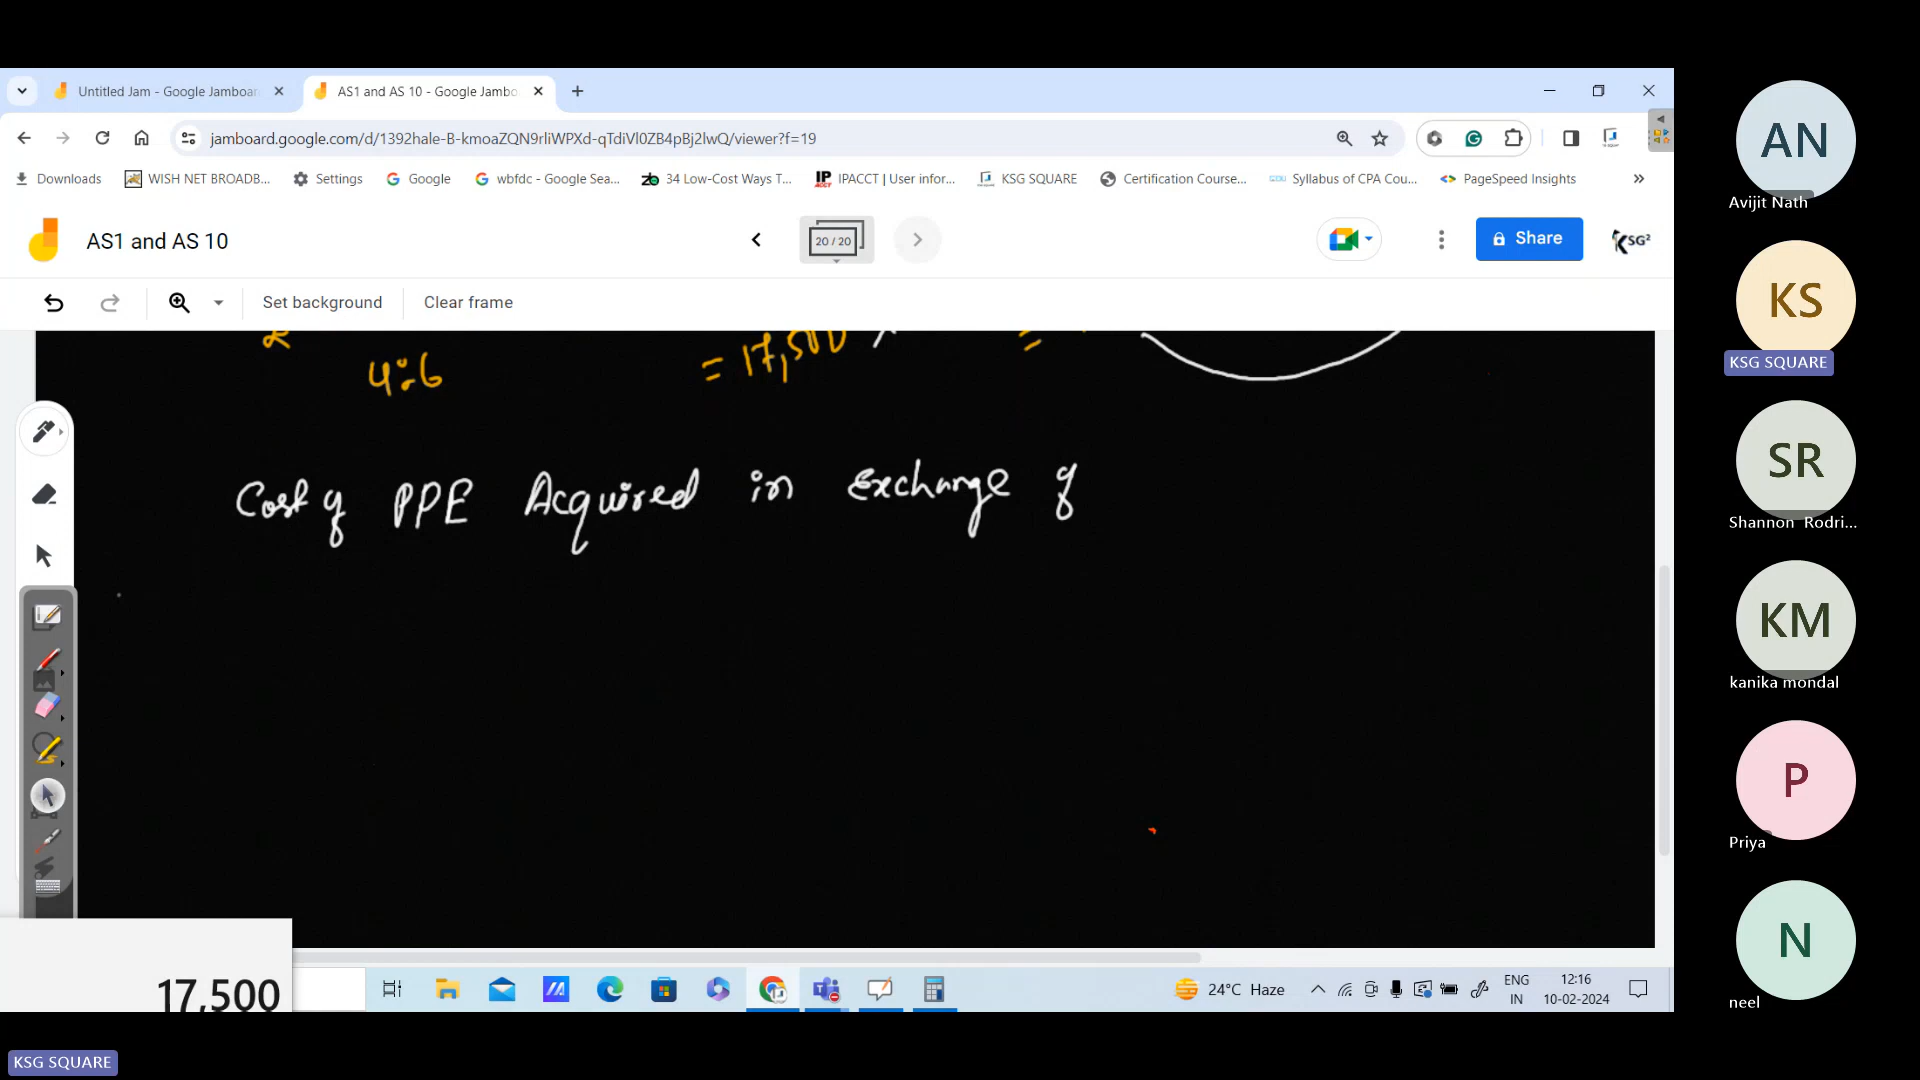 Untitled Jam - Google Jamboar
AS1 and AS 10 - Google Jambo
jamboard.google.com/d/1392hale-B-kmoaZQN9rliWPXd-qTdiVl0ZB4pBj2lwQ/viewer?f=19
Downloads WISH NET BROADB... Settings Google wbfdc - Google Sea... 34 Low-Cost Ways T... IPACCT | User infor... KSG SQUARE Certification Course... Syllabus of CPA Cou... PageSpeed Insights
AS1 and AS 10
20 / 20
Share
KSG²
Set background Clear frame
= 17,500 x =
4:6
Cost of PPE Acquired in Exchange of
17,500
24°C Haze
ENG
IN
12:16
10-02-2024
AN
Avijit Nath
KS
KSG SQUARE
SR
Shannon Rodri...
KM
kanika mondal
P
Priya
N
neel
KSG SQUARE